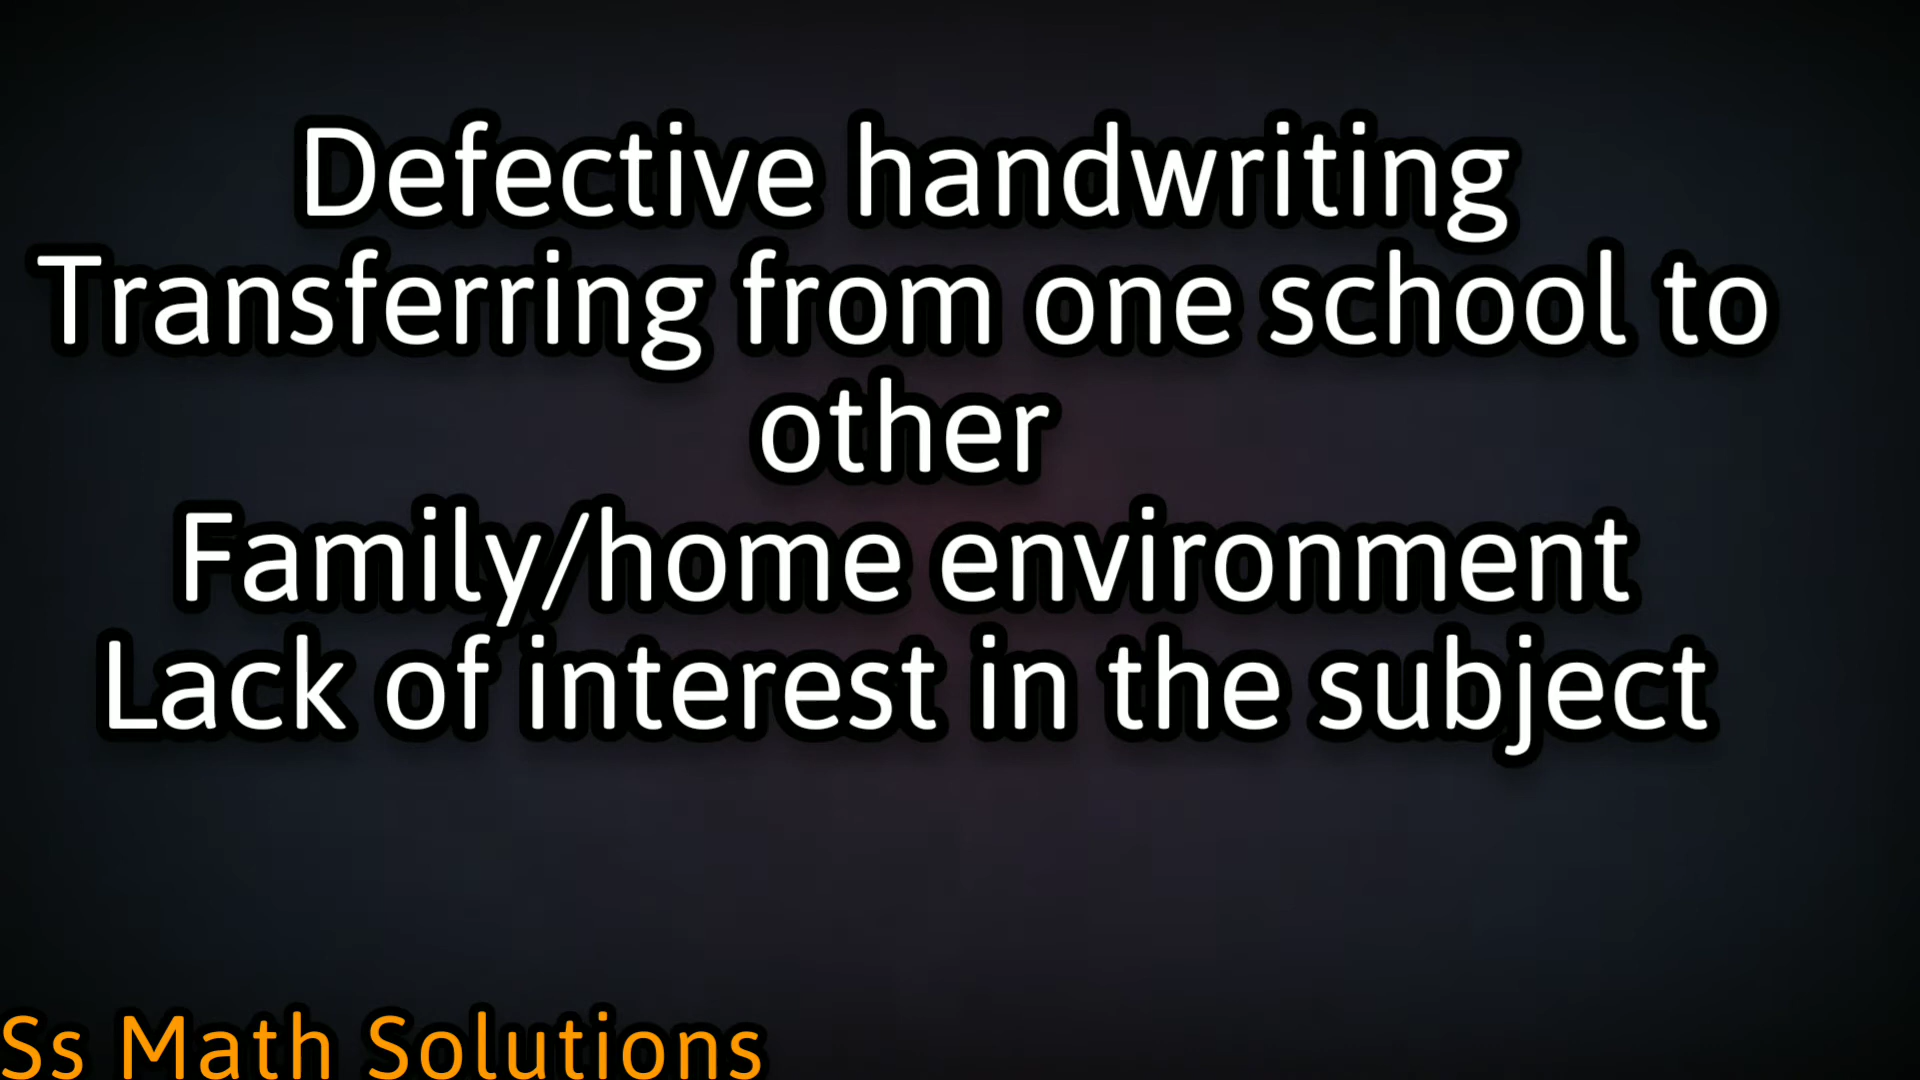 Defective handwriting
Transferring from one school to
other
Family/home environment
Lack of interest in the subject
Ss Math Solutions